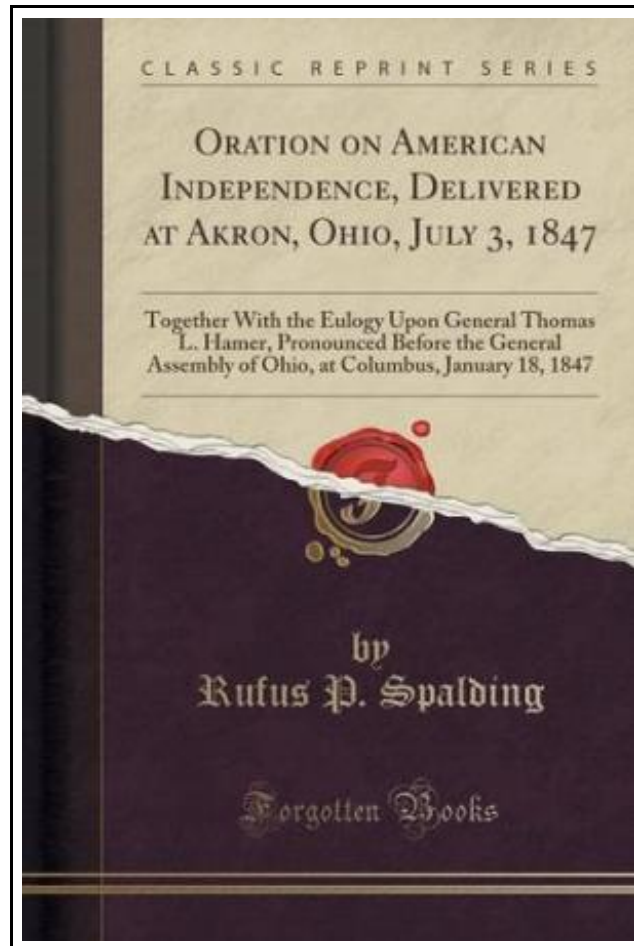 CLASSIC REPRINT SERIES
ORATION ON AMERICAN
INDEPENDENCE, DELIVERED
AT AKRON, OHIO, JULY 3, 1847
Together With the Eulogy Upon General Thomas
L. Hamer, Pronounced Before the General
Assembly of Ohio, at Columbus, January 18, 1847
by
Rufus P. Spalding
Forgotten Books